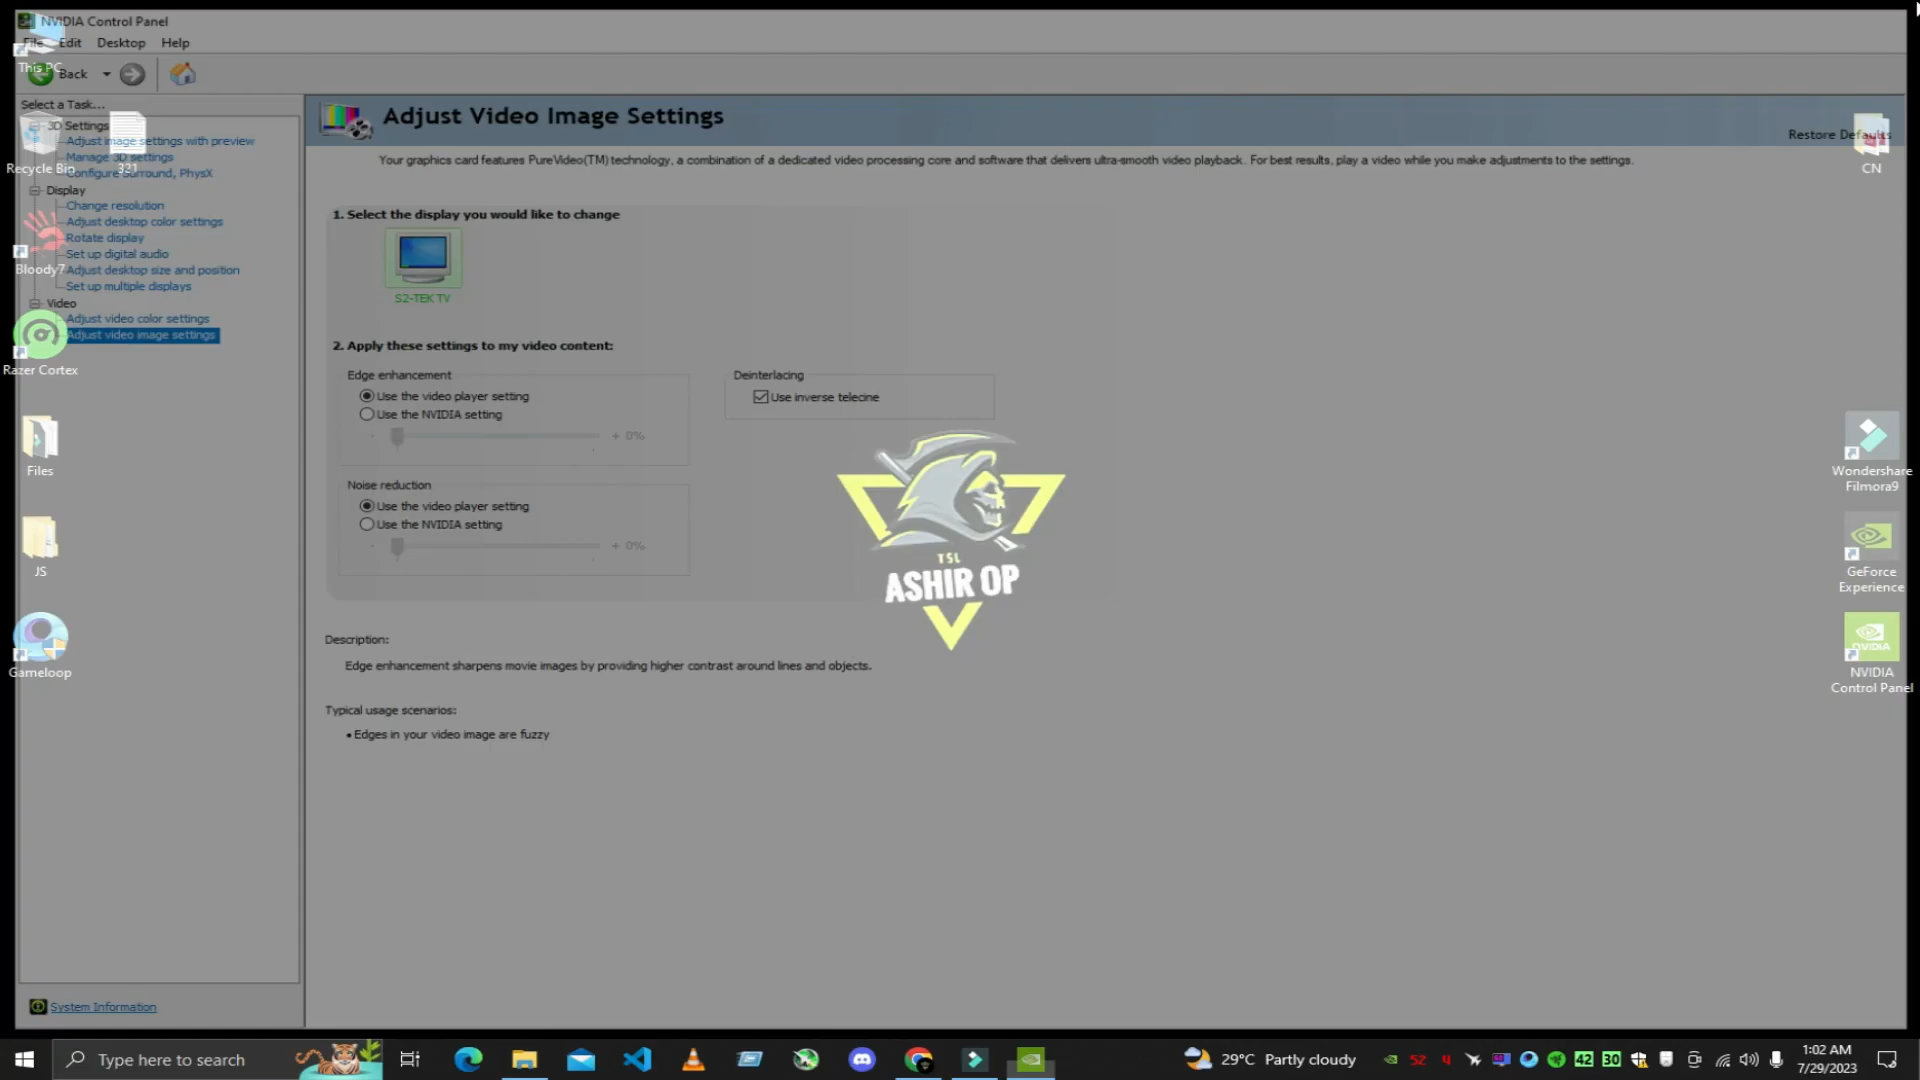 NVIDIA Control Panel
File Edit Desktop Help
This PC
Back
Select a Task...
3D Settings
Adjust image settings with preview
Manage 3D settings
Configure Surround, PhysX
Recycle Bin
321
Display
Change resolution
Adjust desktop color settings
Rotate display
Set up digital audio
Bloody7
Adjust desktop size and position
Set up multiple displays
Video
Adjust video color settings
Adjust video image settings
Razer Cortex
Files
JS
Gameloop
System Information
Adjust Video Image Settings
Restore Defaults
Your graphics card features PureVideo(TM) technology, a combination of a dedicated video processing core and software that delivers ultra-smooth video playback. For best results, play a video while you make adjustments to the settings.
1. Select the display you would like to change
S2-TEK TV
2. Apply these settings to my video content:
Edge enhancement
Use the video player setting
Use the NVIDIA setting
- + 0%
Deinterlacing
Use inverse telecine
Noise reduction
Use the video player setting
Use the NVIDIA setting
- + 0%
TSL
ASHIR OP
Description:
Edge enhancement sharpens movie images by providing higher contrast around lines and objects.
Typical usage scenarios:
• Edges in your video image are fuzzy
CN
Wondershare
Filmora9
GeForce
Experience
NVIDIA
NVIDIA
Control Panel
Type here to search
29°C Partly cloudy
52
42
30
1:02 AM
7/29/2023